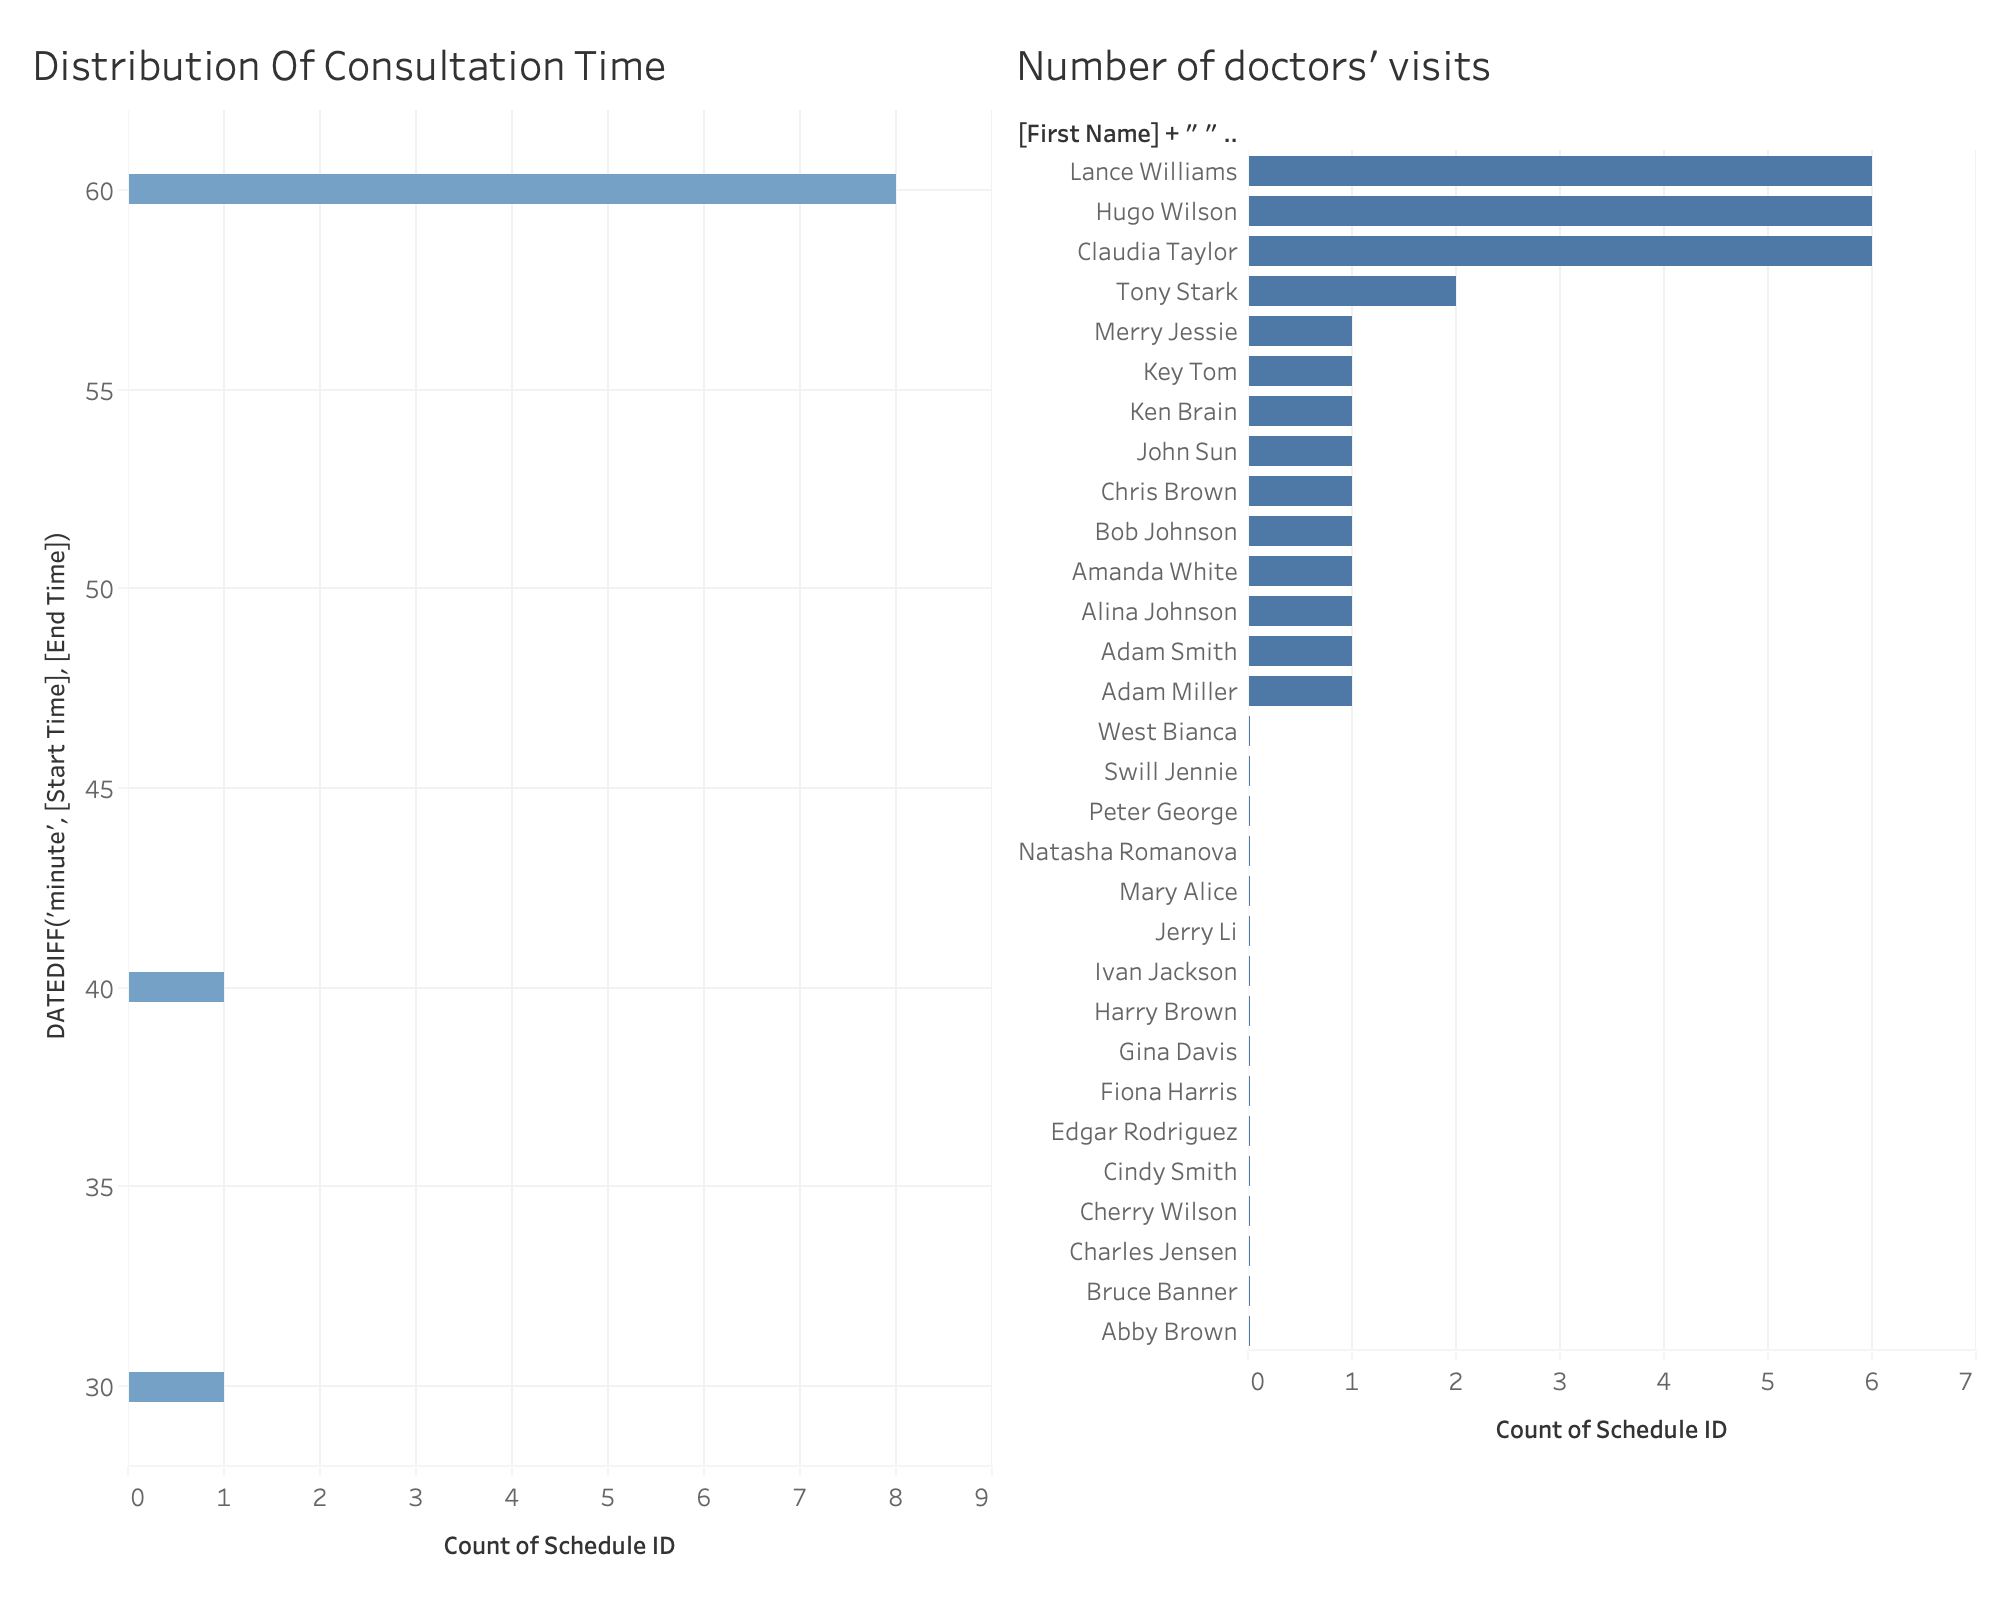 Distribution Of Consultation Time
60
55
50
45
40
35
30
DATEDIFF('minute', [Start Time], [End Time])
0 1 2 3 4 5 6 7 8 9
Count of Schedule ID
Number of doctors' visits
[First Name] + " " ..
Lance Williams
Hugo Wilson
Claudia Taylor
Tony Stark
Merry Jessie
Key Tom
Ken Brain
John Sun
Chris Brown
Bob Johnson
Amanda White
Alina Johnson
Adam Smith
Adam Miller
West Bianca
Swill Jennie
Peter George
Natasha Romanova
Mary Alice
Jerry Li
Ivan Jackson
Harry Brown
Gina Davis
Fiona Harris
Edgar Rodriguez
Cindy Smith
Cherry Wilson
Charles Jensen
Bruce Banner
Abby Brown
0 1 2 3 4 5 6 7
Count of Schedule ID